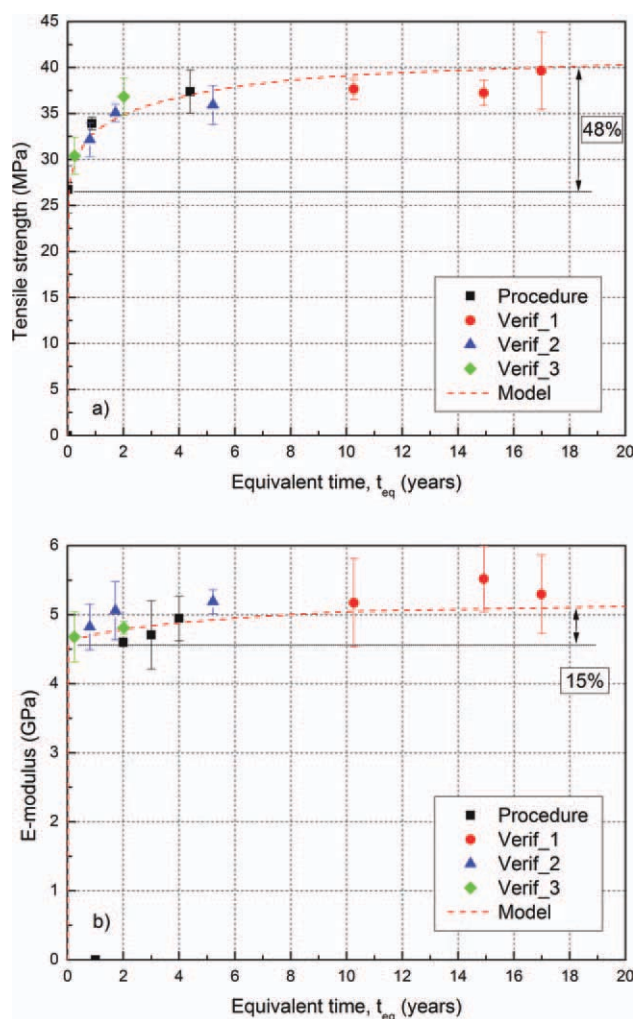 45
40
35
30
25
20
15
10
5
0
Tensile strength (MPa)
48%
Procedure
Verif_1
Verif_2
Verif_3
Model
a)
0 2 4 6 8 10 12 14 16 18 20
Equivalent time, t_eq (years)
6
5
4
3
2
1
0
E-modulus (GPa)
15%
Procedure
Verif_1
Verif_2
Verif_3
Model
b)
0 2 4 6 8 10 12 14 16 18 20
Equivalent time, t_eq (years)